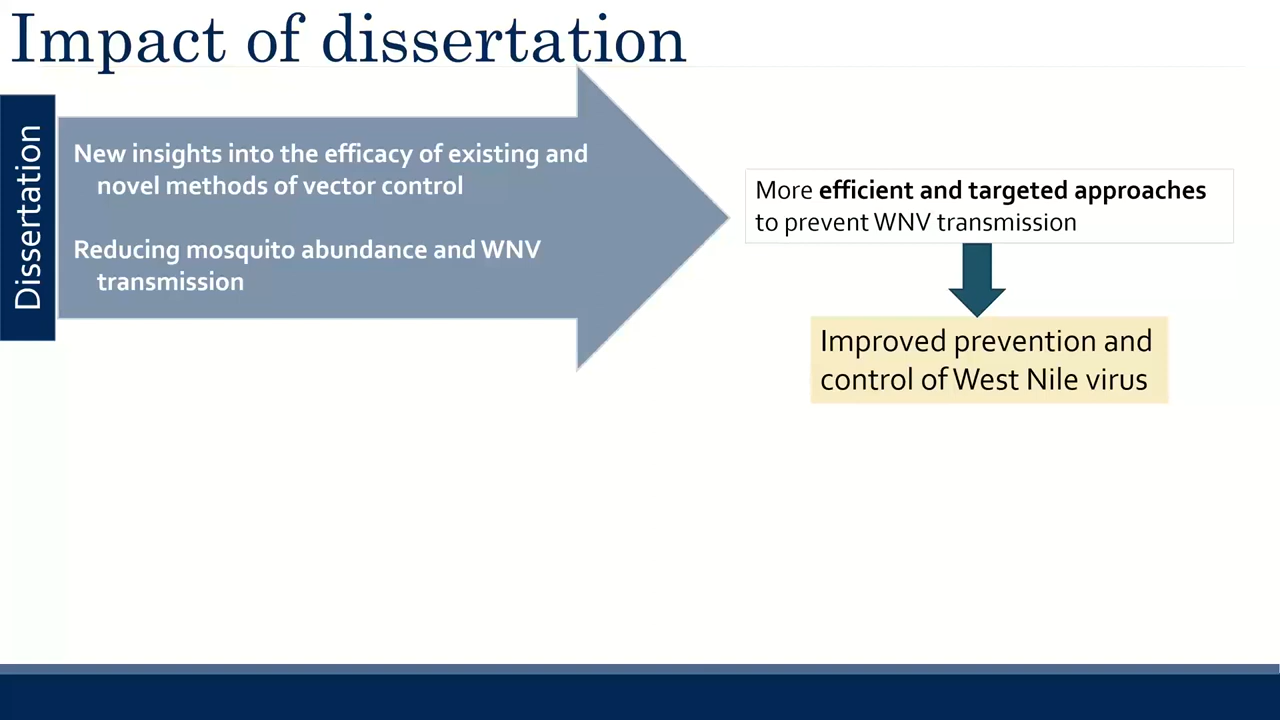 Impact of dissertation
Dissertation
New insights into the efficacy of existing and
novel methods of vector control
Reducing mosquito abundance and WNV
transmission
More efficient and targeted approaches
to prevent WNV transmission
Improved prevention and
control of West Nile virus